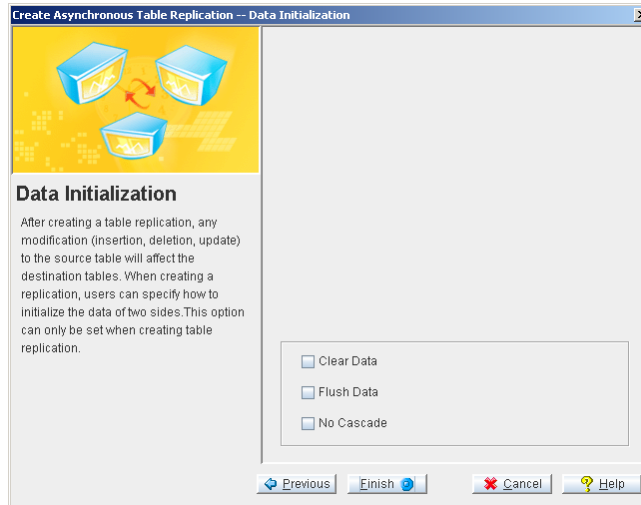 Create Asynchronous Table Replication -- Data Initialization
Data Initialization
After creating a table replication, any
modification (insertion, deletion, update)
to the source table will affect the
destination tables. When creating a
replication, users can specify how to
initialize the data of two sides.This option
can only be set when creating table
replication.
Clear Data
Flush Data
No Cascade
Previous
Finish
Cancel
Help